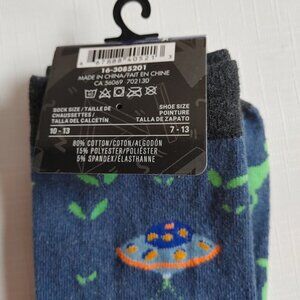 16-3085201
MADE IN CHINA/FAIT EN CHINE
CA 56069 702130
SOCK SIZE/TAILLE DE
CHAUSSETTES/
TALLA DEL CALCETÍN
10 - 13
SHOE SIZE
POINTURE
TALLA DE ZAPATO
7 - 13
80% COTTON/COTON/ALGODÓN
15% POLYESTER/POLIÉSTER
5% SPANDEX/ÉLASTHANNE